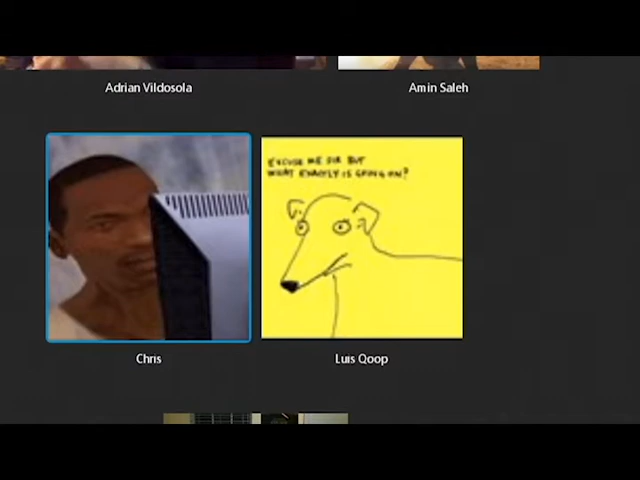 Adrian Vildosola
Amin Saleh
EXCUSE ME SIR BUT
WHAT EXACTLY IS GOING ON?
Chris
Luis Qoop